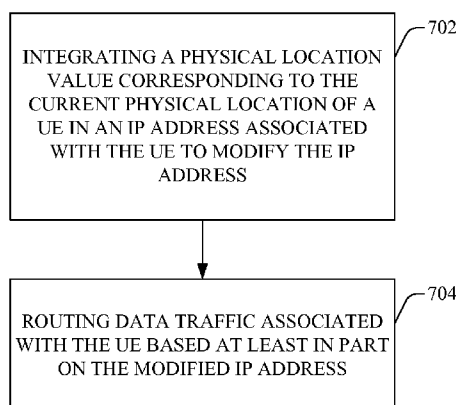 702
INTEGRATING A PHYSICAL LOCATION
VALUE CORRESPONDING TO THE
CURRENT PHYSICAL LOCATION OF A
UE IN AN IP ADDRESS ASSOCIATED
WITH THE UE TO MODIFY THE IP
ADDRESS
704
ROUTING DATA TRAFFIC ASSOCIATED
WITH THE UE BASED AT LEAST IN PART
ON THE MODIFIED IP ADDRESS